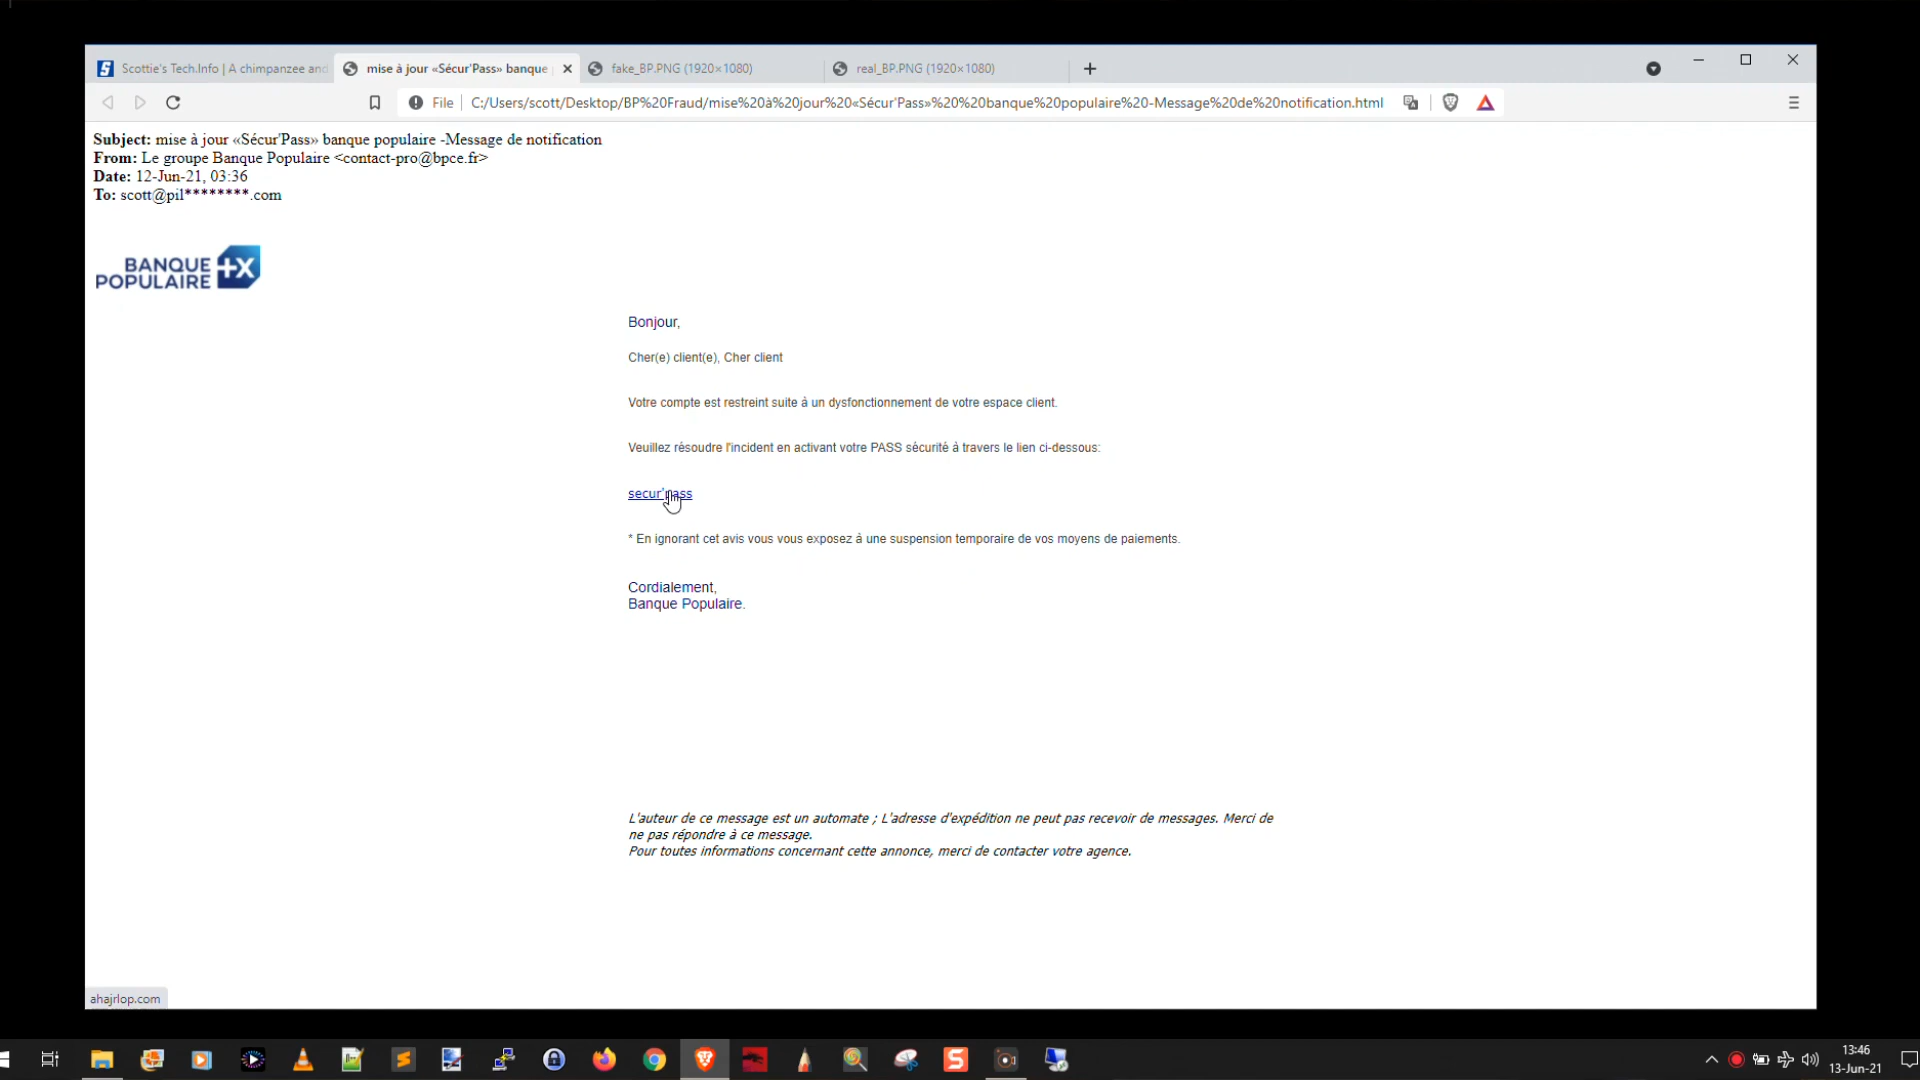 Scottie's Tech.Info | A chimpanzee and
mise à jour «Sécur'Pass» banque
fake_BP.PNG (1920×1080)
real_BP.PNG (1920×1080)
File | C:/Users/scott/Desktop/BP%20Fraud/mise%20à%20jour%20«Sécur'Pass»%20%20banque%20populaire%20-Message%20de%20notification.html
Subject: mise à jour «Sécur'Pass» banque populaire -Message de notification
From: Le groupe Banque Populaire <contact-pro@bpce.fr>
Date: 12-Jun-21, 03:36
To: scott@pil********.com
BANQUE
POPULAIRE
+X
Bonjour,
Cher(e) client(e), Cher client
Votre compte est restreint suite à un dysfonctionnement de votre espace client.
Veuillez résoudre l'incident en activant votre PASS sécurité à travers le lien ci-dessous:
secur'pass
* En ignorant cet avis vous vous exposez à une suspension temporaire de vos moyens de paiements.
Cordialement,
Banque Populaire.
L'auteur de ce message est un automate ; L'adresse d'expédition ne peut pas recevoir de messages. Merci de
ne pas répondre à ce message.
Pour toutes informations concernant cette annonce, merci de contacter votre agence.
ahajrlop.com
13:46
13-Jun-21